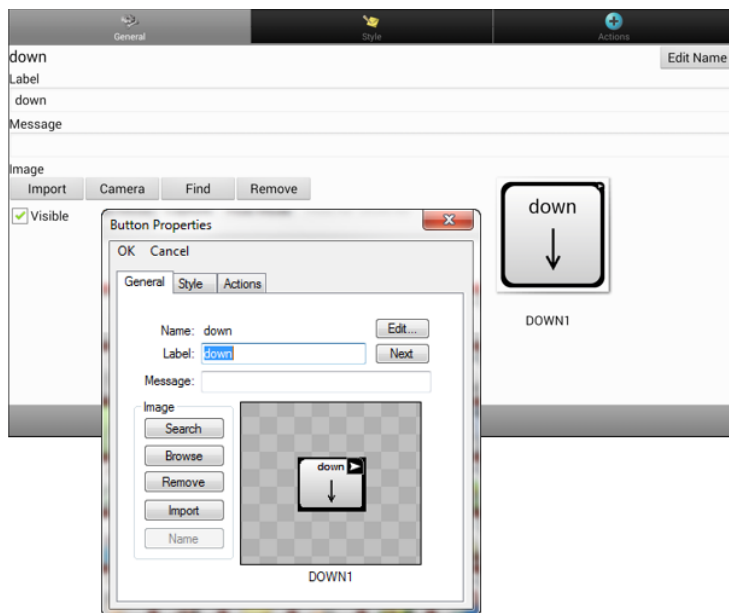 General Style Actions
down Edit Name
Label
down
Message
Image
Import Camera Find Remove
Visible
down
DOWN1
Button Properties
OK Cancel
General Style Actions
Name: down Edit...
Label: down Next
Message:
Image
Search
Browse
Remove
Import
Name
down
DOWN1